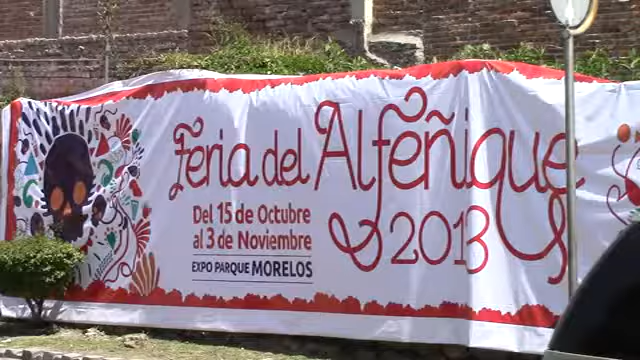 Feria del Alfeñique
2013
Del 15 de Octubre
al 3 de Noviembre
EXPO PARQUE MORELOS